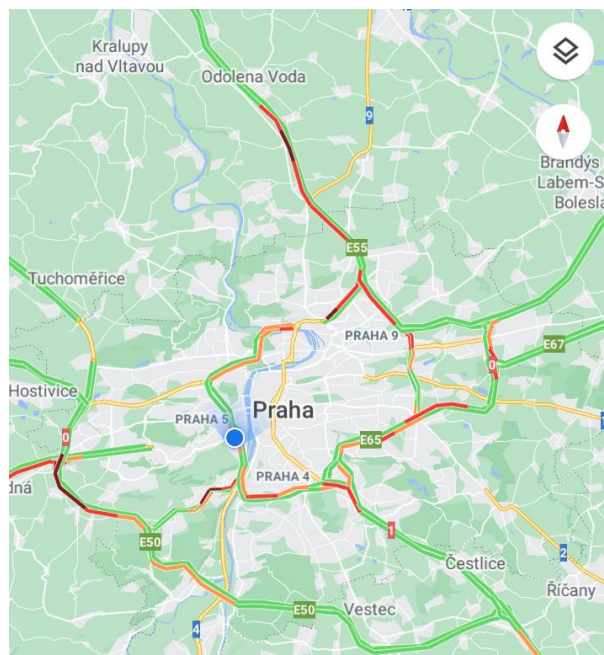 Kralupy
nad Vltavou
Odolena Voda
9
Brandýs
Labem-S
Bolesla
E55
Tuchoměřice
PRAHA 9
E67
0
Hostivice
PRAHA 5
Praha
0
E65
dná
PRAHA 4
1
E50
2
Čestlice
Říčany
E50
Vestec
4